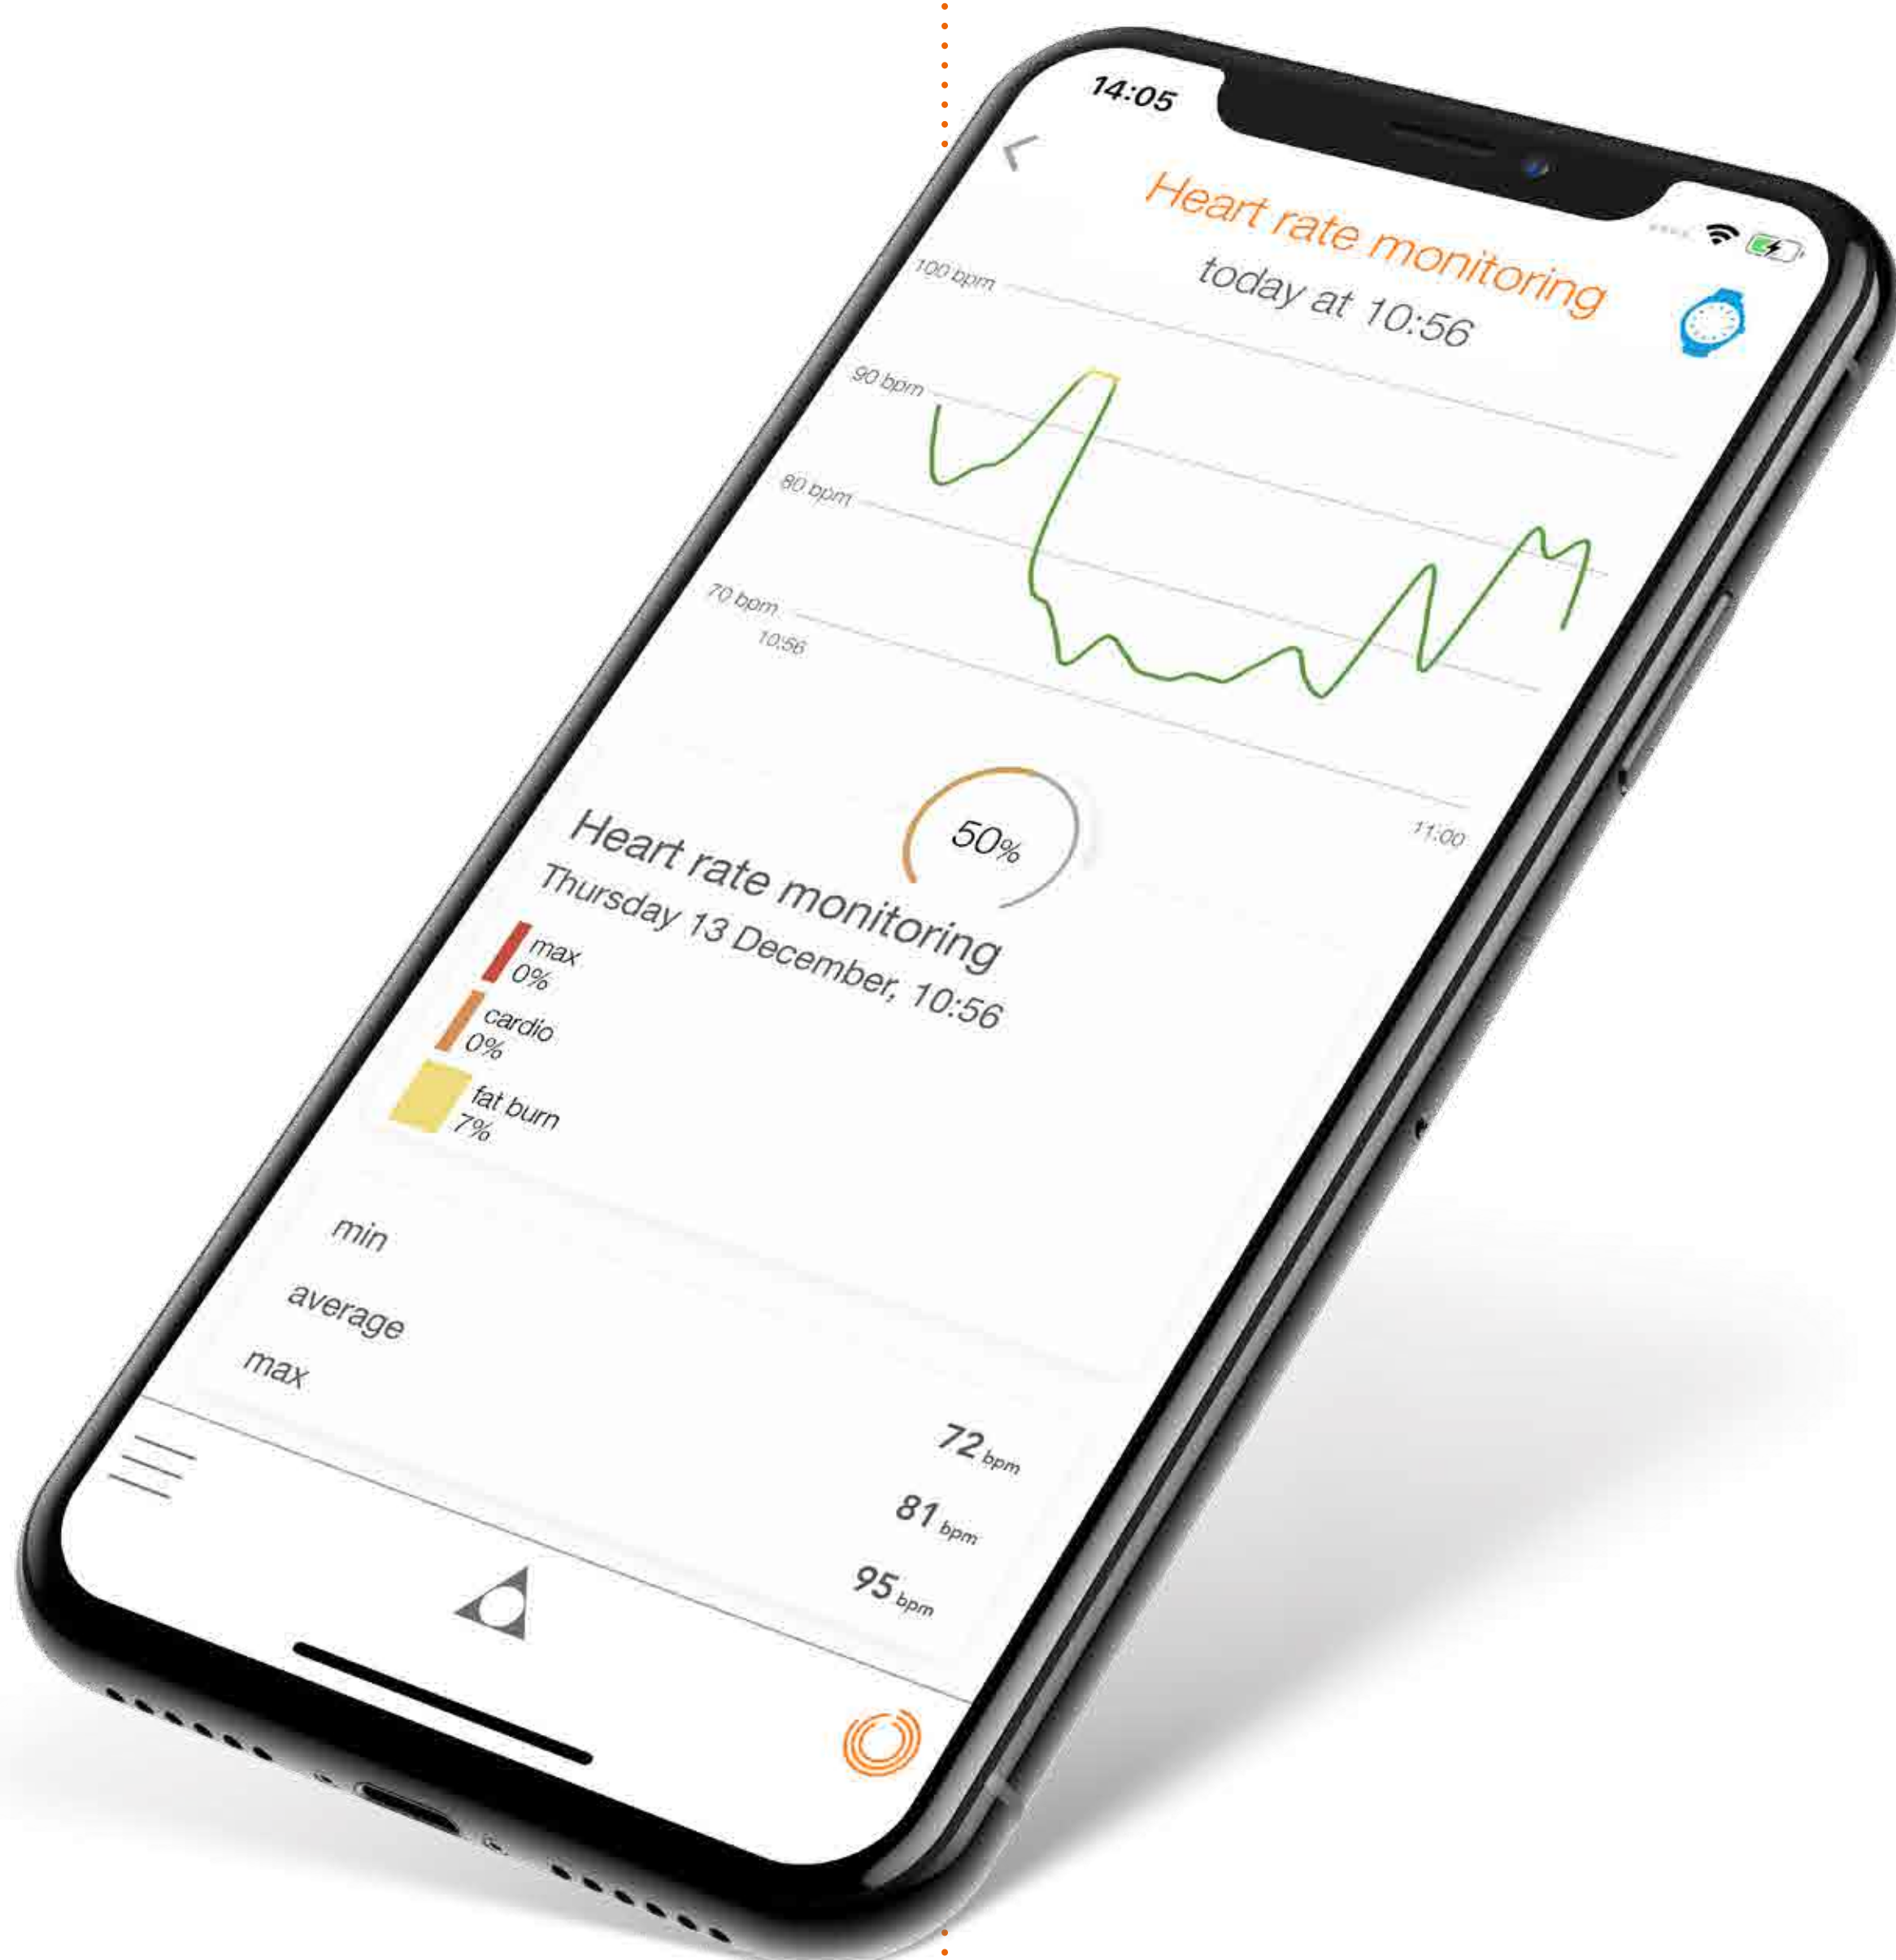 14:05
Heart rate monitoring
today at 10:56
100 bpm
90 bpm
80 bpm
70 bpm
10:56
11:00
50%
Heart rate monitoring
Thursday 13 December, 10:56
max
0%
cardio
0%
fat burn
7%
min
72 bpm
average
81 bpm
max
95 bpm